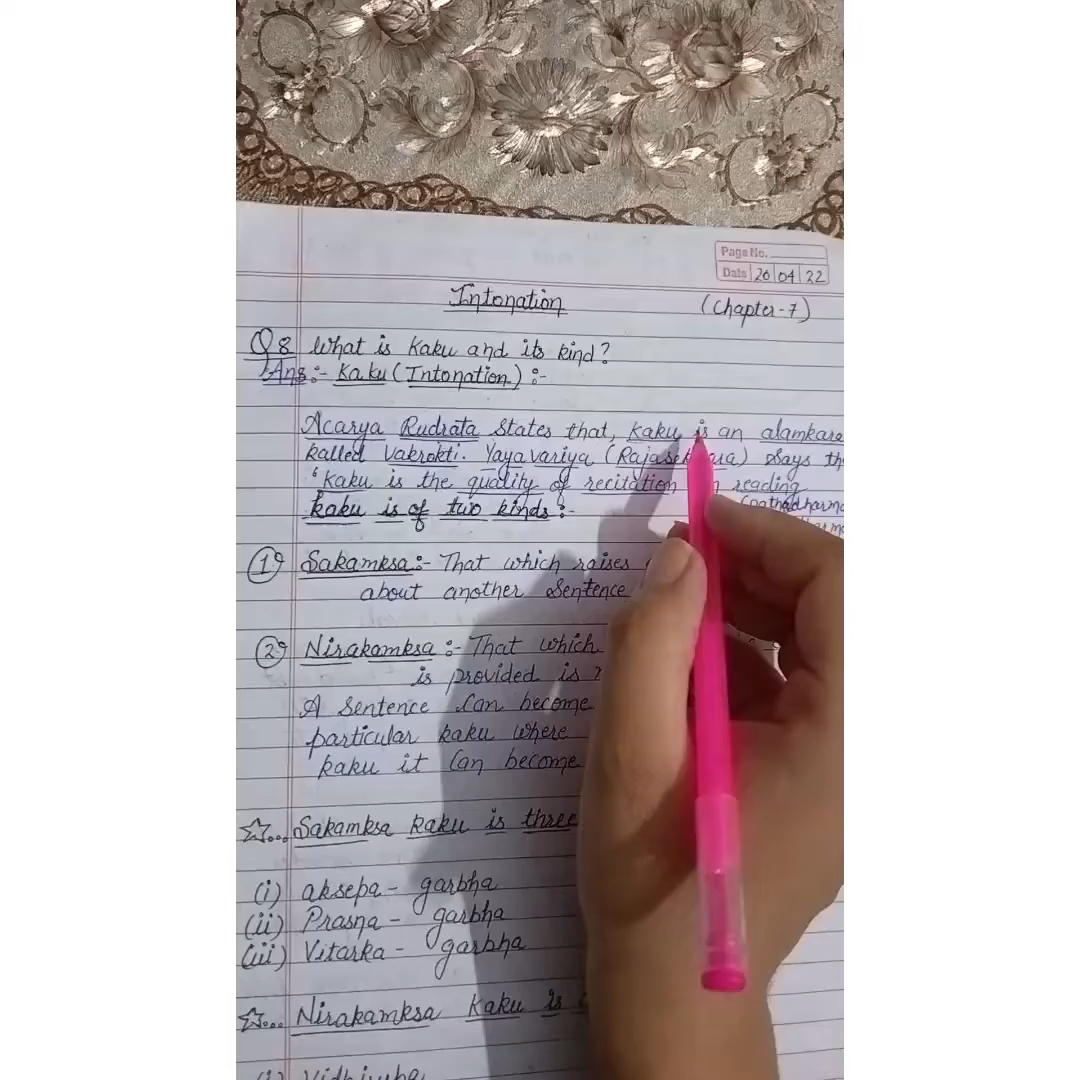 Page No.
Date 26 04 22
Intonation (Chapter-7)
Q8 What is Kaku and its kind?
Ans:- Kaku (Intonation) :-
Acarya Rudrata States that, Kaku is an alamkara
kalled Vakrokti. Yayavariya (Rajasek ra) Says th
'Kaku is the quality of recitation reading
(pathadharma
kaku is of two kinds:-
1 Sakamksa:- That which raises
about another Sentence
2 Nirakamksa:- That which
is provided is
A Sentence Can become
particular kaku where
kaku it Can become
Sakamksa kaku is three
(i) aksepa - garbha
(ii) Prasna - garbha
(iii) Vitarka - garbha
Nirakamksa Kaku is